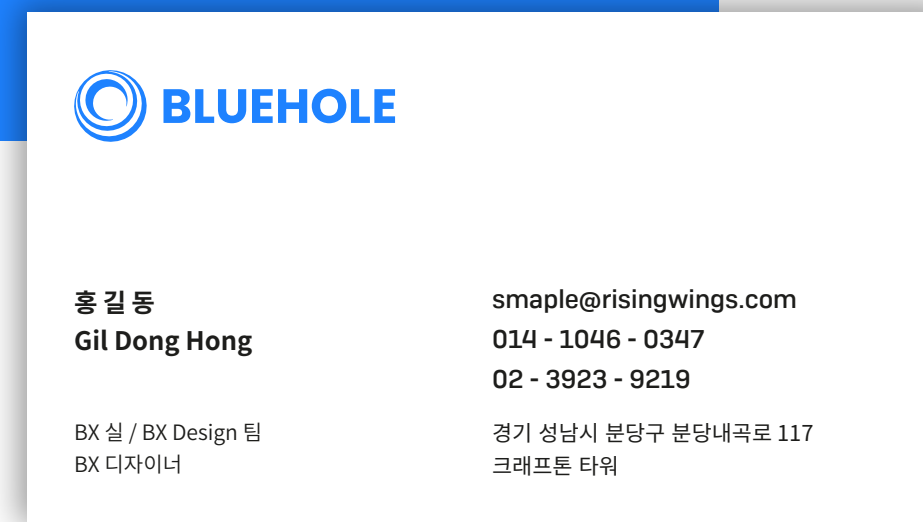 BLUEHOLE
홍 길 동
Gil Dong Hong
BX 실 / BX Design 팀
BX 디자이너
smaple@risingwings.com
014 - 1046 - 0347
02 - 3923 - 9219
경기 성남시 분당구 분당내곡로 117
크래프톤 타워